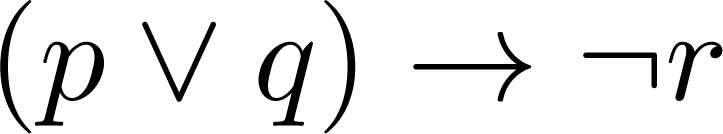 (p ∨ q) → ¬r